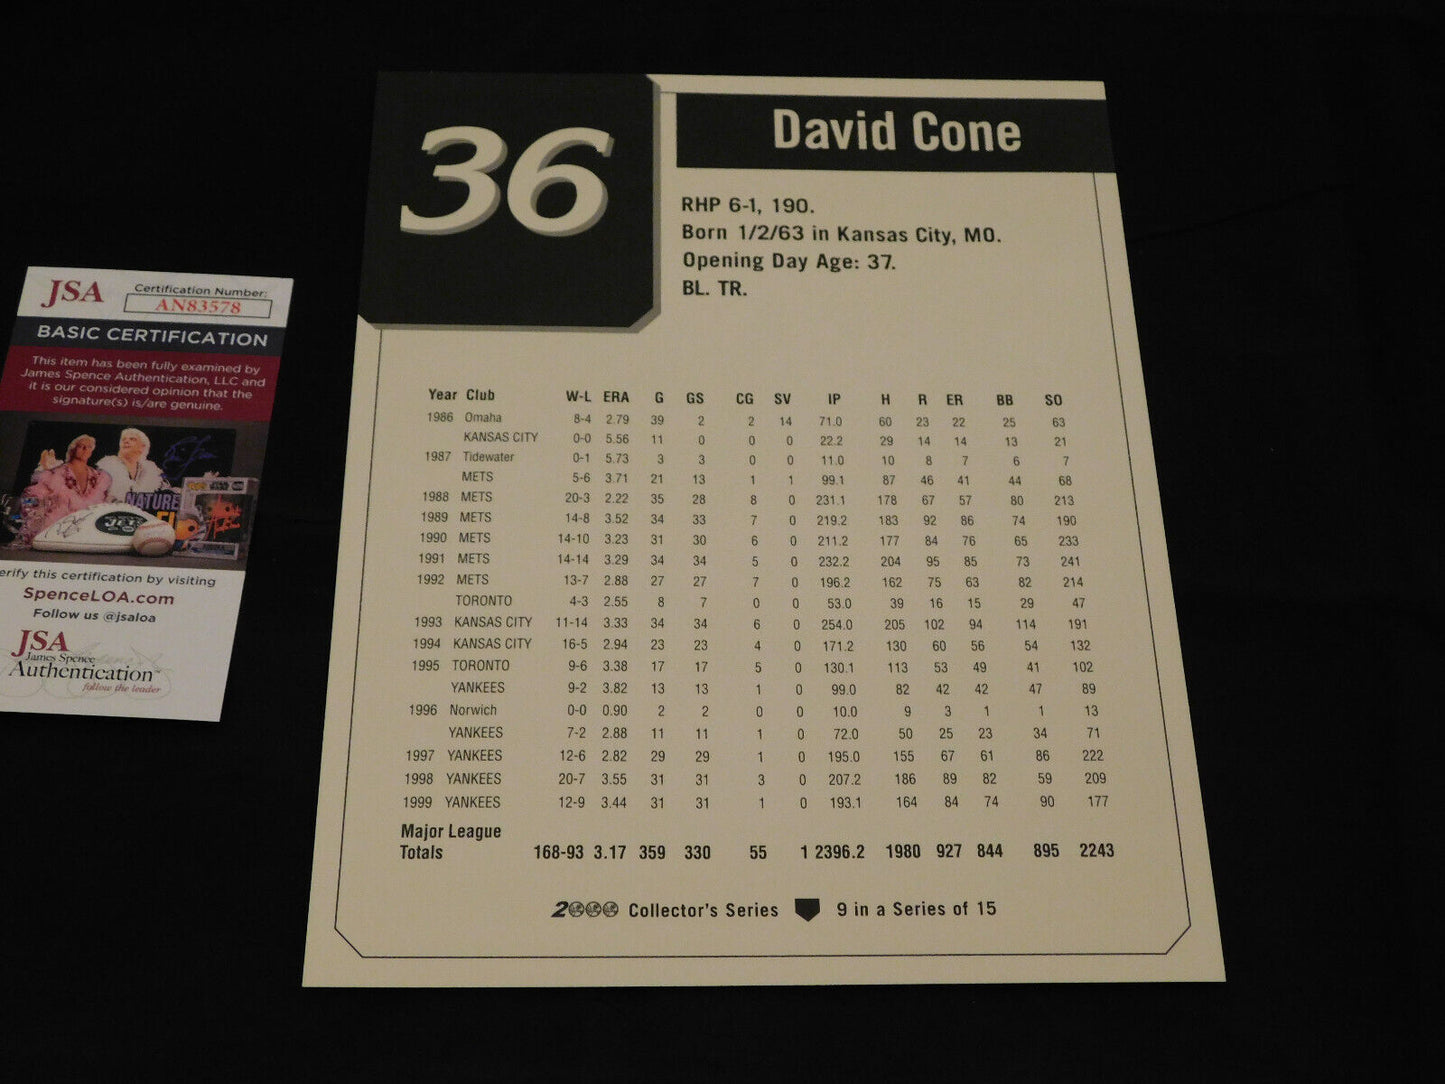 36
David Cone
RHP 6-1, 190.
Born 1/2/63 in Kansas City, MO.
Opening Day Age: 37.
BL. TR.
Year Club W-L ERA G GS CG SV IP H R ER BB SO
1986 Omaha 8-4 2.79 39 2 2 14 71.0 60 23 22 25 63
KANSAS CITY 0-0 5.56 11 0 0 0 22.2 29 14 14 13 21
1987 Tidewater 0-1 5.73 3 3 0 0 11.0 10 8 7 6 7
METS 5-6 3.71 21 13 1 1 99.1 87 46 41 44 68
1988 METS 20-3 2.22 35 28 8 0 231.1 178 67 57 80 213
1989 METS 14-8 3.52 34 33 7 0 219.2 183 92 86 74 190
1990 METS 14-10 3.23 31 30 6 0 211.2 177 84 76 65 233
1991 METS 14-14 3.29 34 34 5 0 232.2 204 95 85 73 241
1992 METS 13-7 2.88 27 27 7 0 196.2 162 75 63 82 214
TORONTO 4-3 2.55 8 7 0 0 53.0 39 16 15 29 47
1993 KANSAS CITY 11-14 3.33 34 34 6 0 254.0 205 102 94 114 191
1994 KANSAS CITY 16-5 2.94 23 23 4 0 171.2 130 60 56 54 132
1995 TORONTO 9-6 3.38 17 17 5 0 130.1 113 53 49 41 102
YANKEES 9-2 3.82 13 13 1 0 99.0 82 42 42 47 89
1996 Norwich 0-0 0.90 2 2 0 0 10.0 9 3 1 1 13
YANKEES 7-2 2.88 11 11 1 0 72.0 50 25 23 34 71
1997 YANKEES 12-6 2.82 29 29 1 0 195.0 155 67 61 86 222
1998 YANKEES 20-7 3.55 31 31 3 0 207.2 186 89 82 59 209
1999 YANKEES 12-9 3.44 31 31 1 0 193.1 164 84 74 90 177
Major League
Totals 168-93 3.17 359 330 55 1 2396.2 1980 927 844 895 2243
2000 Collector's Series 9 in a Series of 15
JSA
Certification Number:
AN83578
BASIC CERTIFICATION
This item has been fully examined by
James Spence Authentication, LLC and
it is our considered opinion that the
signature(s) is/are genuine.
NATURE
JETS
erify this certification by visiting
SpenceLOA.com
Follow us @jsaloa
JSA
James Spence
Authentication™
follow the leader